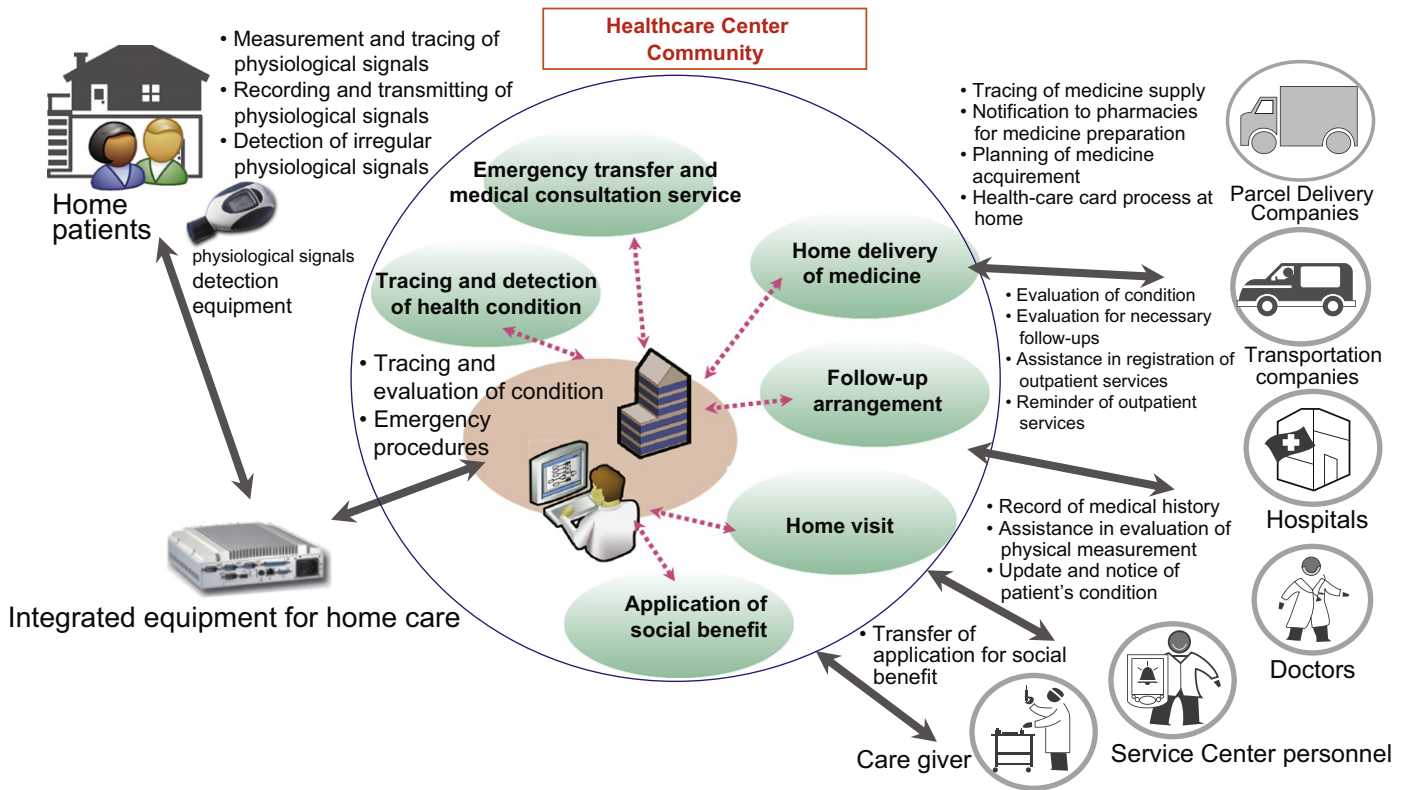 Healthcare Center
Community
• Measurement and tracing of
physiological signals
• Recording and transmitting of
physiological signals
• Detection of irregular
physiological signals
Home
patients
physiological signals
detection
equipment
Integrated equipment for home care
Emergency transfer and
medical consultation service
Tracing and detection
of health condition
• Tracing and
evaluation of condition
• Emergency
procedures
Home delivery
of medicine
Follow-up
arrangement
Home visit
Application of
social benefit
• Tracing of medicine supply
• Notification to pharmacies
for medicine preparation
• Planning of medicine
acquirement
• Health-care card process at
home
Parcel Delivery
Companies
• Evaluation of condition
• Evaluation for necessary
follow-ups
• Assistance in registration of
outpatient services
• Reminder of outpatient
services
Transportation
companies
Hospitals
• Record of medical history
• Assistance in evaluation of
physical measurement
• Update and notice of
patient's condition
Doctors
• Transfer of
application for social
benefit
Service Center personnel
Care giver